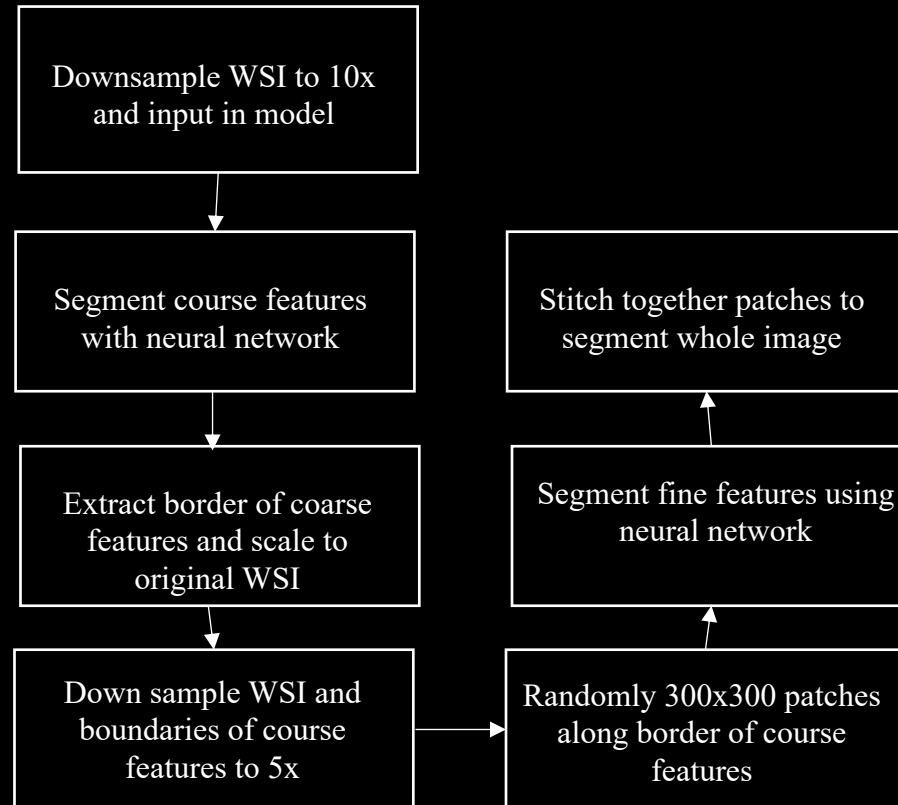 Downsample WSI to 10x
and input in model
Segment course features
with neural network
Extract border of coarse
features and scale to
original WSI
Down sample WSI and
boundaries of course
features to 5x
Randomly 300x300 patches
along border of course
features
Segment fine features using
neural network
Stitch together patches to
segment whole image